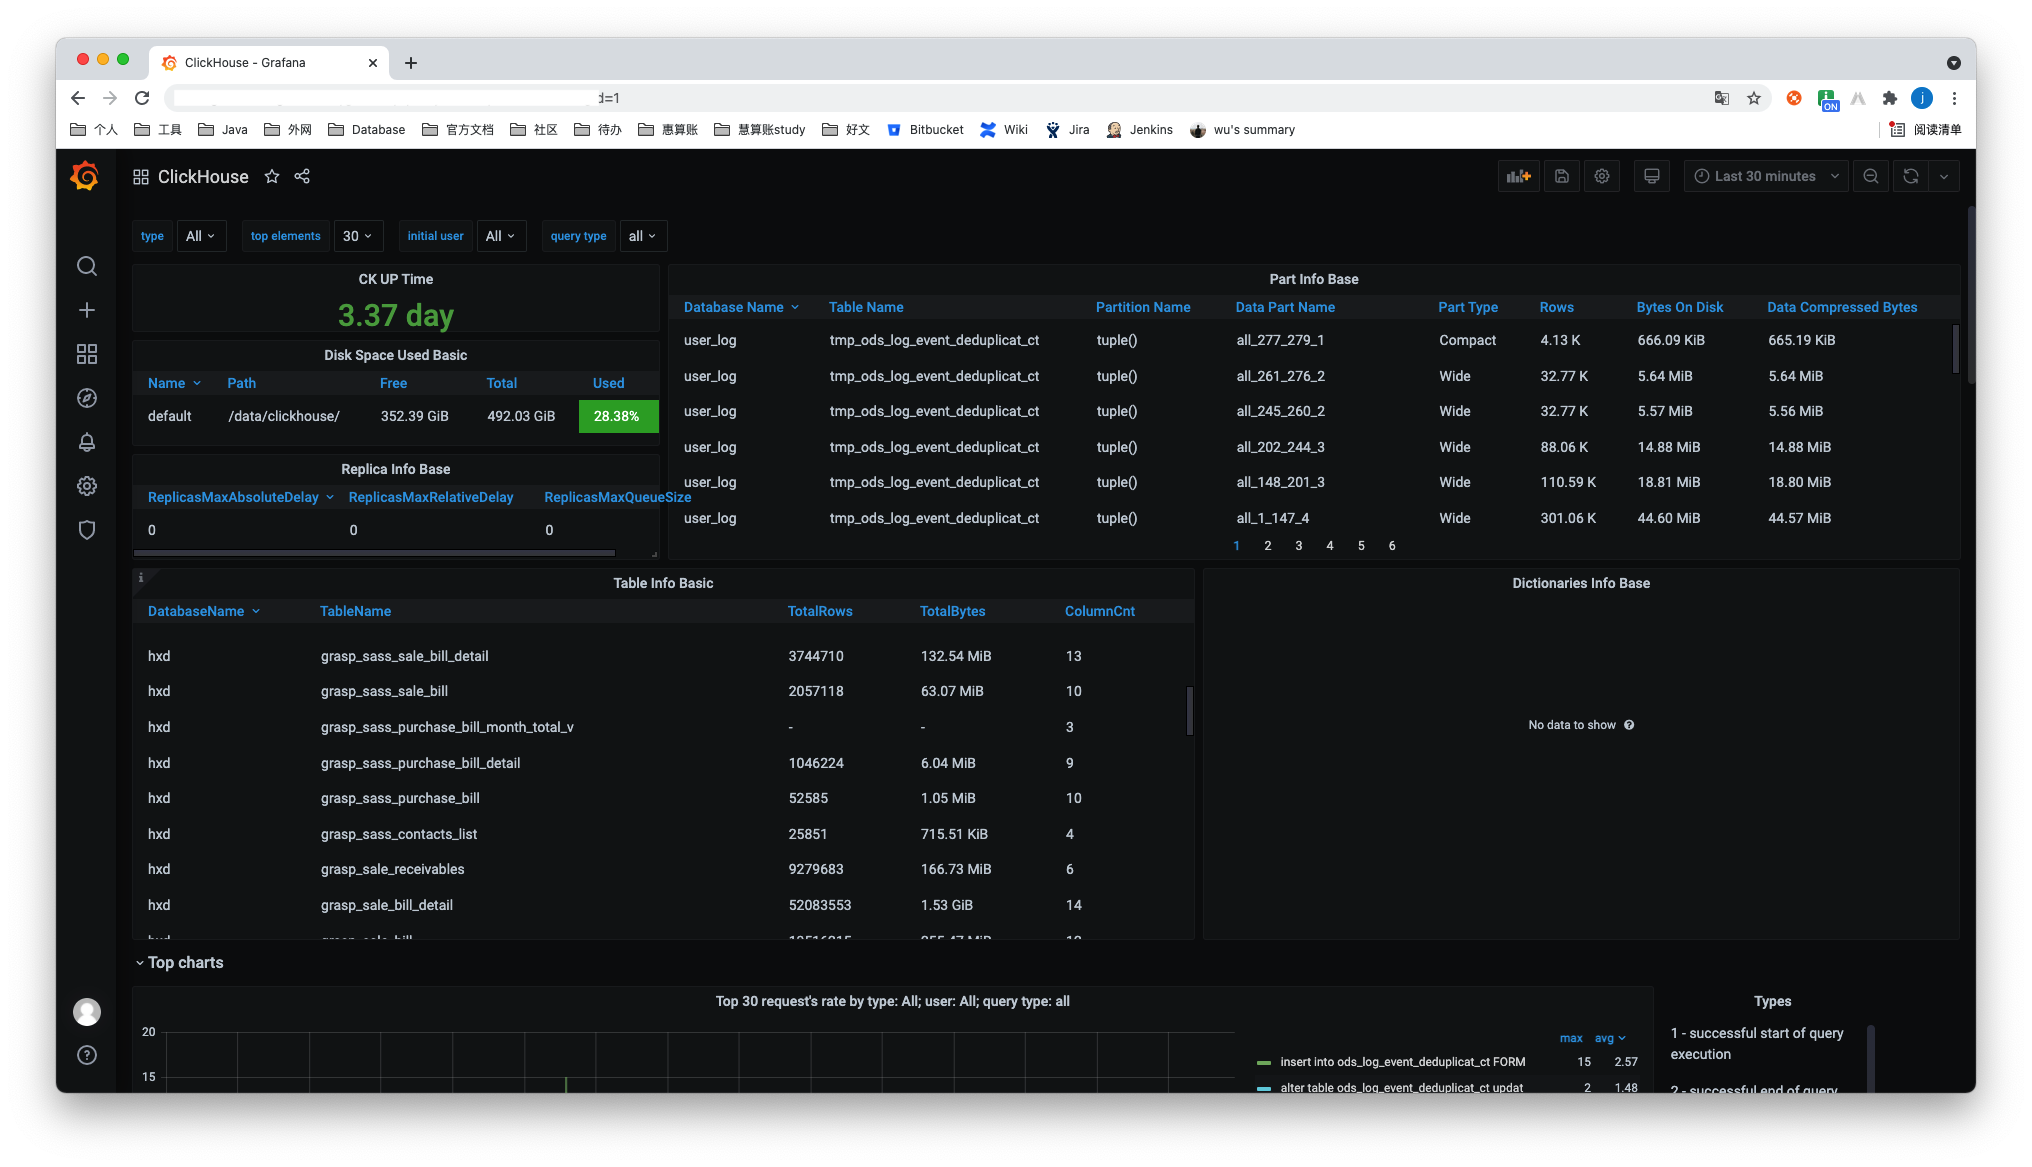 ClickHouse - Grafana
d=1
个人 工具 Java 外网 Database 官方文档 社区 待办 惠算账 慧算账study 好文 Bitbucket Wiki Jira Jenkins wu's summary 阅读清单
ON
j
ClickHouse
Last 30 minutes
type All top elements 30 initial user All query type all
CK UP Time
3.37 day
Disk Space Used Basic
Name Path Free Total Used
default /data/clickhouse/ 352.39 GiB 492.03 GiB 28.38%
Replica Info Base
ReplicasMaxAbsoluteDelay ReplicasMaxRelativeDelay ReplicasMaxQueueSize
0 0 0
Part Info Base
Database Name Table Name Partition Name Data Part Name Part Type Rows Bytes On Disk Data Compressed Bytes
user_log tmp_ods_log_event_deduplicat_ct tuple() all_277_279_1 Compact 4.13 K 666.09 KiB 665.19 KiB
user_log tmp_ods_log_event_deduplicat_ct tuple() all_261_276_2 Wide 32.77 K 5.64 MiB 5.64 MiB
user_log tmp_ods_log_event_deduplicat_ct tuple() all_245_260_2 Wide 32.77 K 5.57 MiB 5.56 MiB
user_log tmp_ods_log_event_deduplicat_ct tuple() all_202_244_3 Wide 88.06 K 14.88 MiB 14.88 MiB
user_log tmp_ods_log_event_deduplicat_ct tuple() all_148_201_3 Wide 110.59 K 18.81 MiB 18.80 MiB
user_log tmp_ods_log_event_deduplicat_ct tuple() all_1_147_4 Wide 301.06 K 44.60 MiB 44.57 MiB
1 2 3 4 5 6
Table Info Basic
DatabaseName TableName TotalRows TotalBytes ColumnCnt
hxd grasp_sass_sale_bill_detail 3744710 132.54 MiB 13
hxd grasp_sass_sale_bill 2057118 63.07 MiB 10
hxd grasp_sass_purchase_bill_month_total_v - - 3
hxd grasp_sass_purchase_bill_detail 1046224 6.04 MiB 9
hxd grasp_sass_purchase_bill 52585 1.05 MiB 10
hxd grasp_sass_contacts_list 25851 715.51 KiB 4
hxd grasp_sale_receivables 9279683 166.73 MiB 6
hxd grasp_sale_bill_detail 52083553 1.53 GiB 14
Dictionaries Info Base
No data to show
Top charts
Top 30 request's rate by type: All; user: All; query type: all
20
15
max avg
insert into ods_log_event_deduplicat_ct FORM 15 2.57
alter table ods_log_event_deduplicat_ct updat 2 1.48
Types
1 - successful start of query
execution
2 - successful end of query